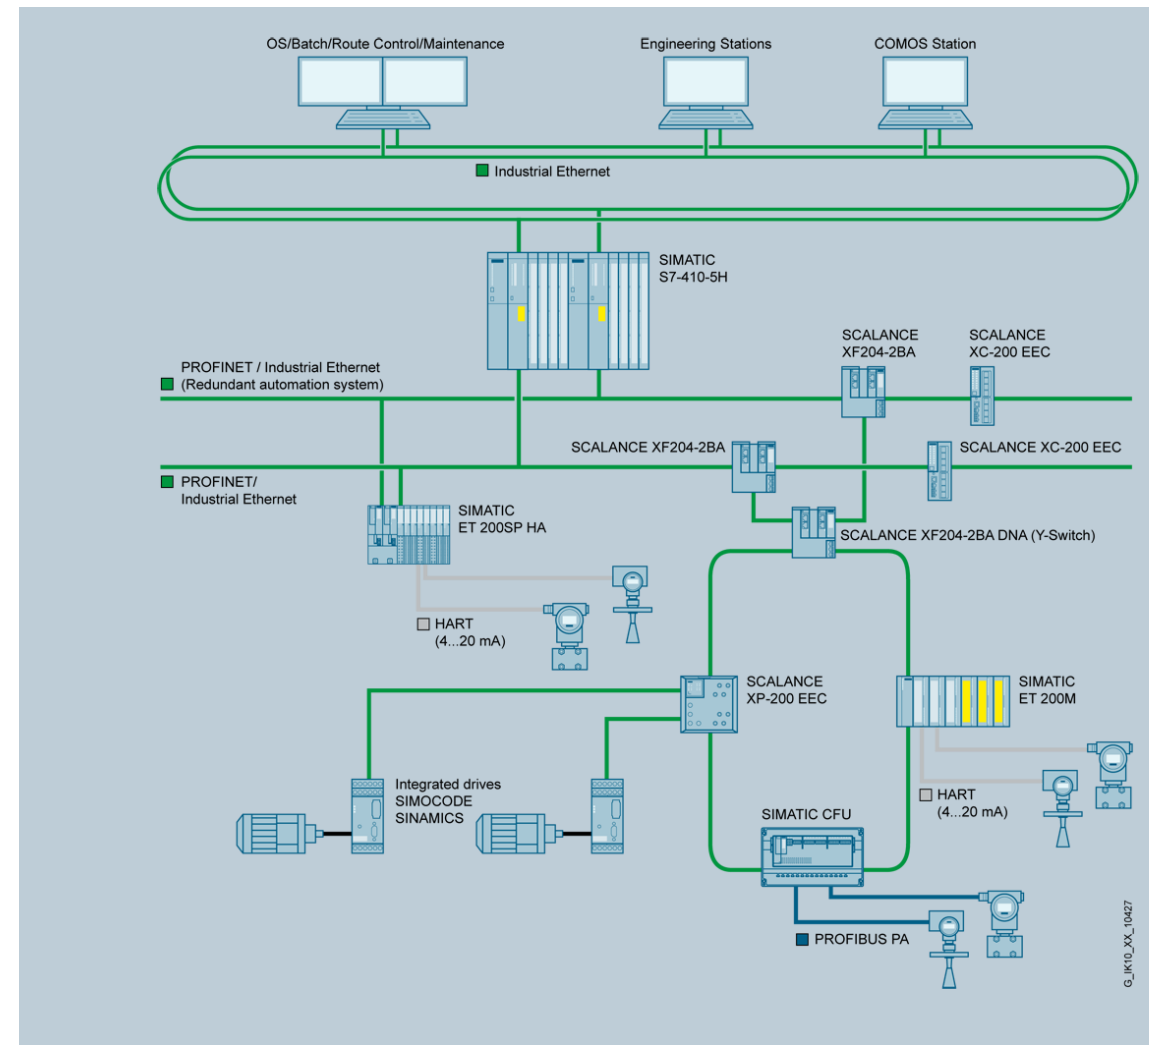 OS/Batch/Route Control/Maintenance
Engineering Stations
COMOS Station
Industrial Ethernet
SIMATIC
S7-410-5H
SCALANCE
XF204-2BA
SCALANCE
XC-200 EEC
PROFINET / Industrial Ethernet
(Redundant automation system)
SCALANCE XF204-2BA
SCALANCE XC-200 EEC
PROFINET/
Industrial Ethernet
SIMATIC
ET 200SP HA
SCALANCE XF204-2BA DNA (Y-Switch)
HART
(4...20 mA)
SCALANCE
XP-200 EEC
SIMATIC
ET 200M
Integrated drives
SIMOCODE
SINAMICS
HART
(4...20 mA)
SIMATIC CFU
PROFIBUS PA
G_IK10_XX_10427